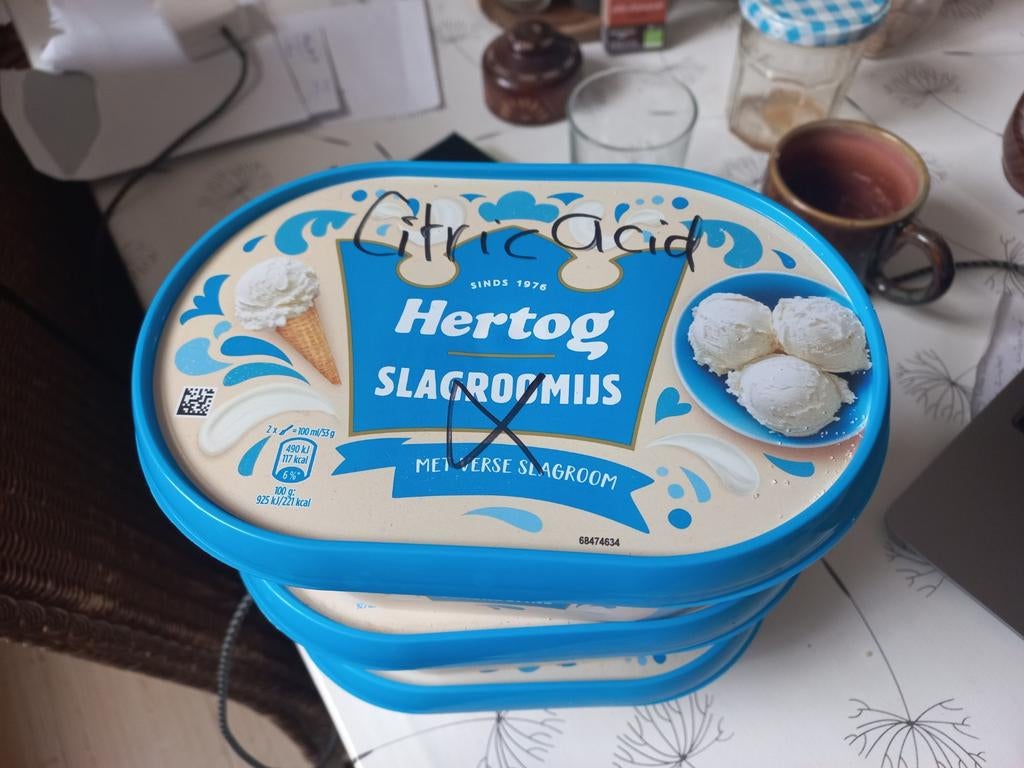 Citric acid
SINDS 1976
Hertog
SLAGROOMIJS
MET VERSE SLAGROOM
2 x = 100 ml/53 g
490 kJ
117 kcal
6 %*
100 g:
925 kJ/221 kcal
68474634